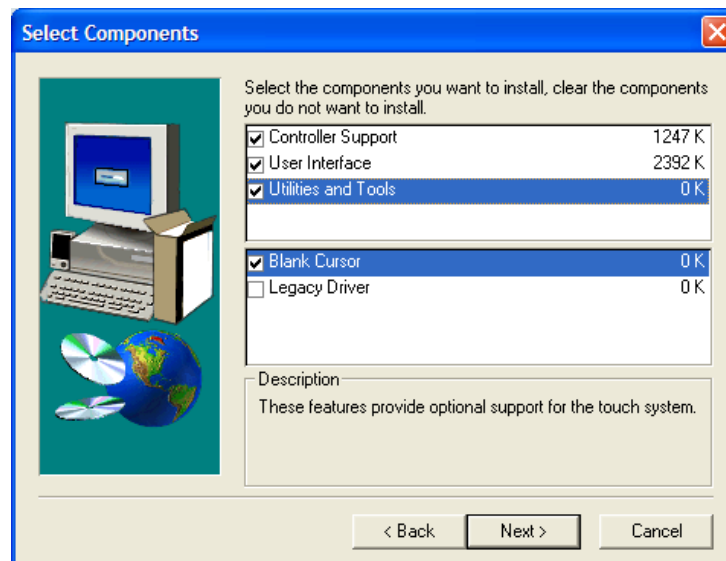 Select Components
Select the components you want to install, clear the components
you do not want to install.
Controller Support 1247 K
User Interface 2392 K
Utilities and Tools 0 K
Blank Cursor 0 K
Legacy Driver 0 K
Description
These features provide optional support for the touch system.
< Back Next > Cancel